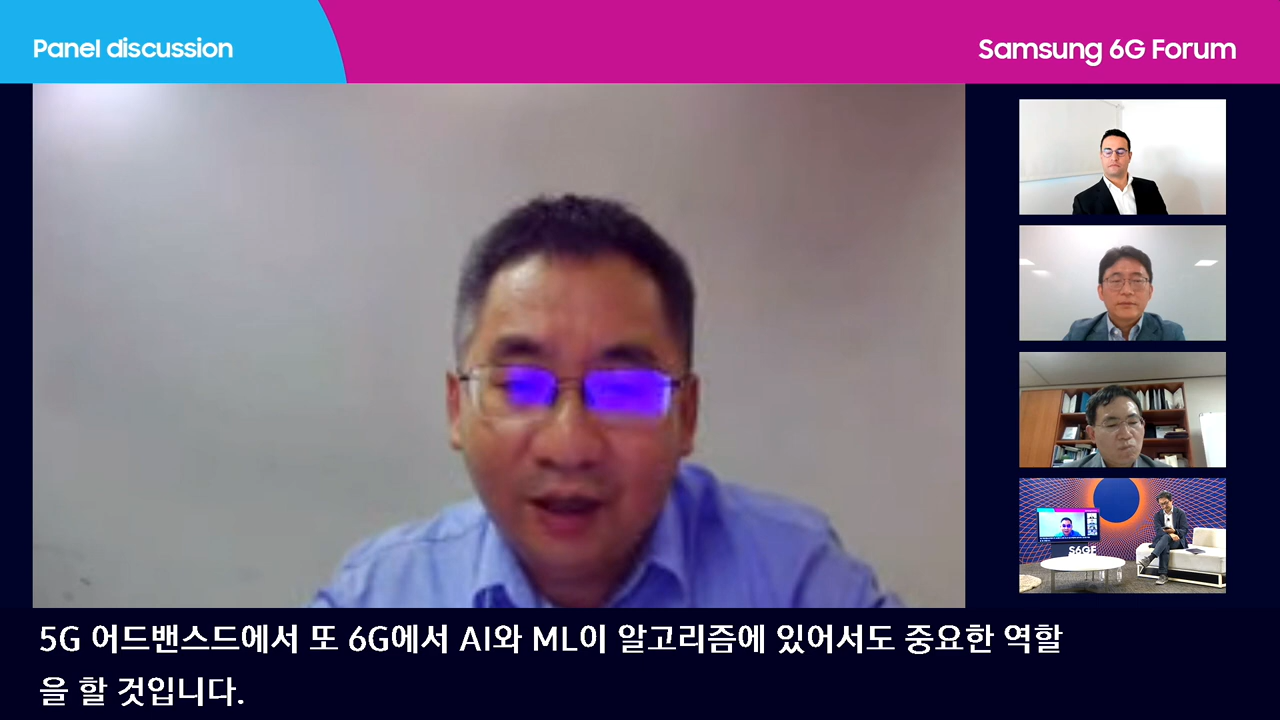 Panel discussion
Samsung 6G Forum
S6GF
5G 어드밴스드에서 또 6G에서 AI와 ML이 알고리즘에 있어서도 중요한 역할
을 할 것입니다.